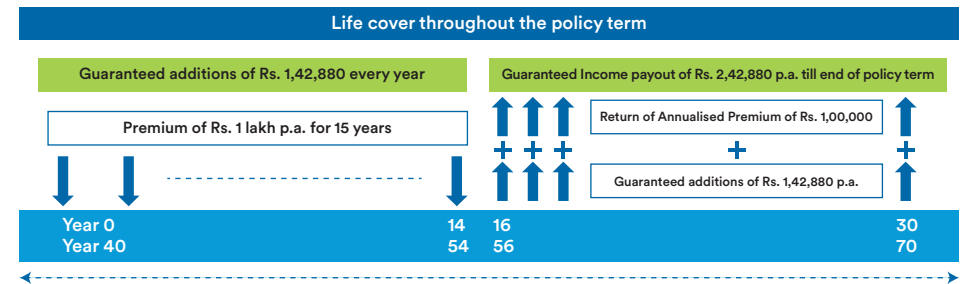 Life cover throughout the policy term
Guaranteed additions of Rs. 1,42,880 every year
Guaranteed Income payout of Rs. 2,42,880 p.a. till end of policy term
Premium of Rs. 1 lakh p.a. for 15 years
Return of Annualised Premium of Rs. 1,00,000
+ + + + +
Guaranteed additions of Rs. 1,42,880 p.a.
Year 0 14 16 30
Year 40 54 56 70